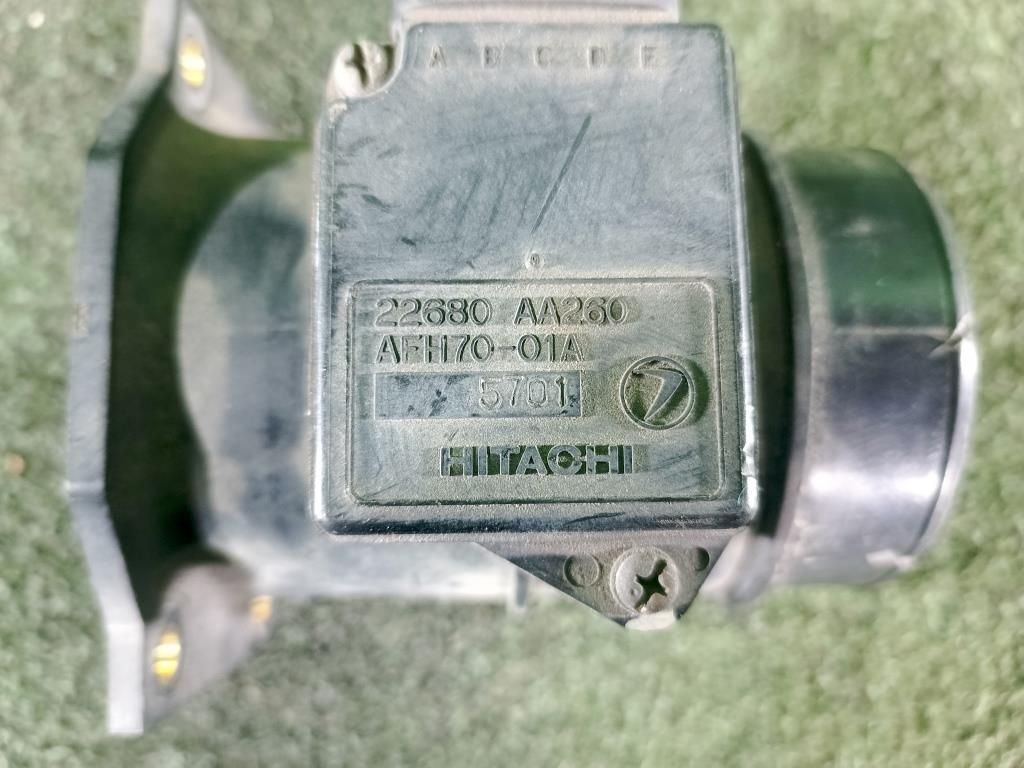 A B C D E
22680 AA260
AFH70-01A
5701
HITACHI